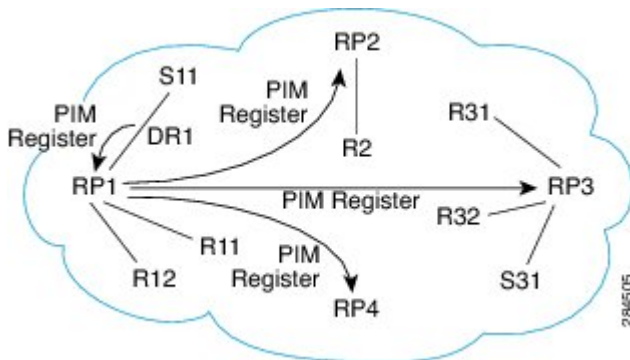 RP2
S11
PIM
Register
PIM
Register
DR1
R31
R2
RP1
PIM Register
RP3
R32
R11
PIM
Register
R12
S31
RP4
284505